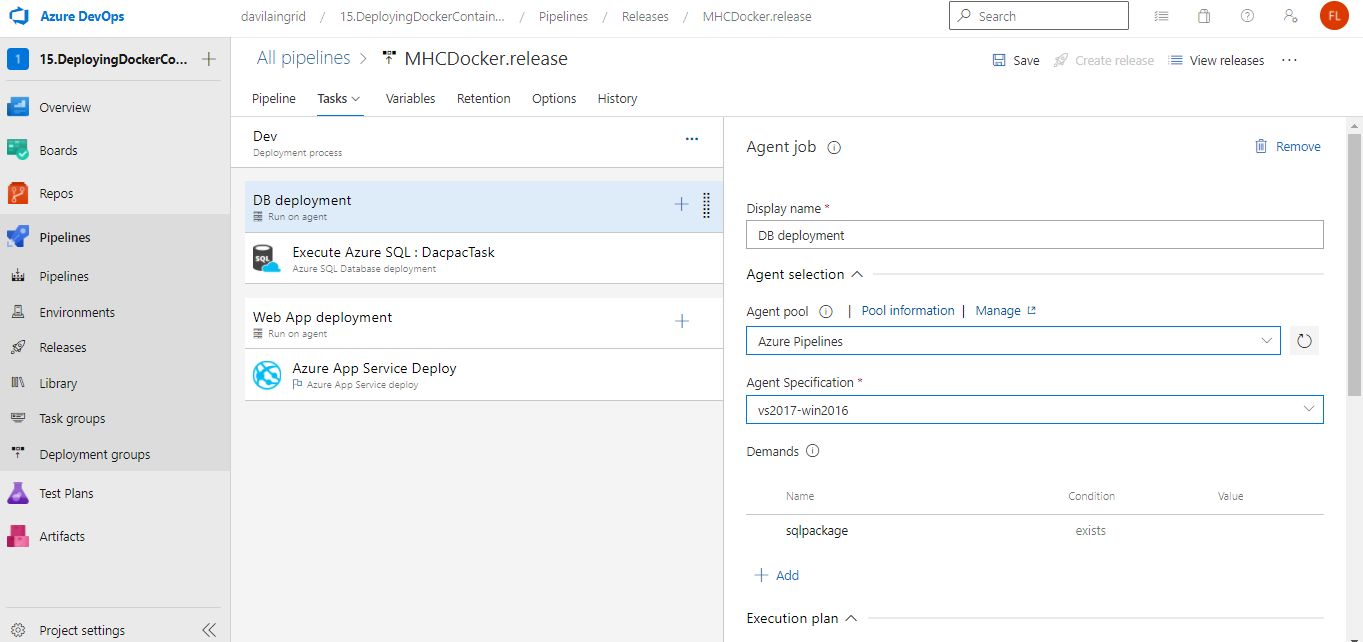 Azure DevOps
davilaingrid / 15.DeployingDockerContain... / Pipelines / Releases / MHCDocker.release
Search
FL
1 15.DeployingDockerCo...
Overview
Boards
Repos
Pipelines
Pipelines
Environments
Releases
Library
Task groups
Deployment groups
Test Plans
Artifacts
Project settings
All pipelines > MHCDocker.release
Save Create release View releases ...
Pipeline Tasks Variables Retention Options History
Dev
Deployment process
DB deployment
Run on agent
Execute Azure SQL : DacpacTask
Azure SQL Database deployment
Web App deployment
Run on agent
Azure App Service Deploy
Azure App Service deploy
Agent job
Remove
Display name *
DB deployment
Agent selection
Agent pool | Pool information | Manage
Azure Pipelines
Agent Specification *
vs2017-win2016
Demands
Name Condition Value
sqlpackage exists
Add
Execution plan